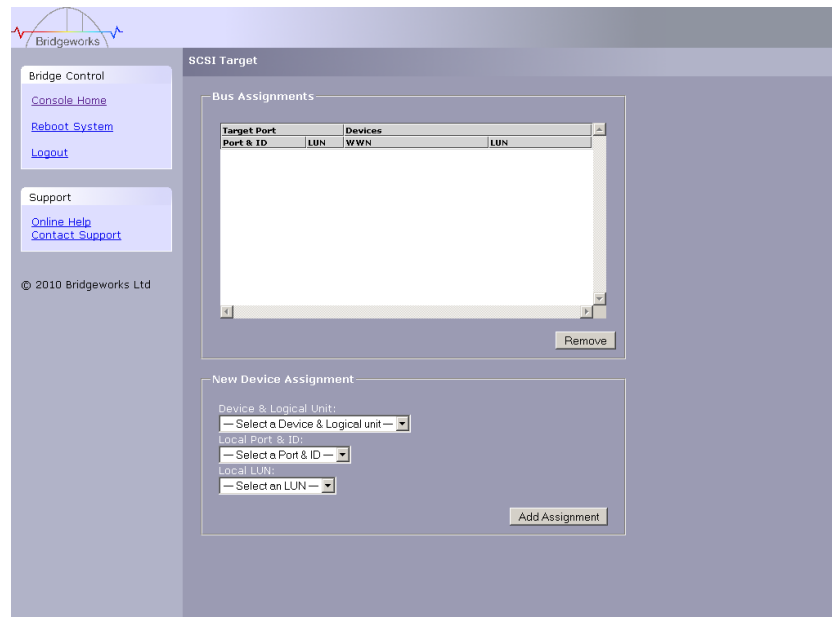 Bridgeworks
SCSI Target
Bridge Control
Console Home
Reboot System
Logout
Support
Online Help
Contact Support
© 2010 Bridgeworks Ltd
Bus Assignments
Target Port Devices
Port & ID LUN WWN LUN
Remove
New Device Assignment
Device & Logical Unit:
— Select a Device & Logical unit —
Local Port & ID:
— Select a Port & ID —
Local LUN:
— Select an LUN —
Add Assignment